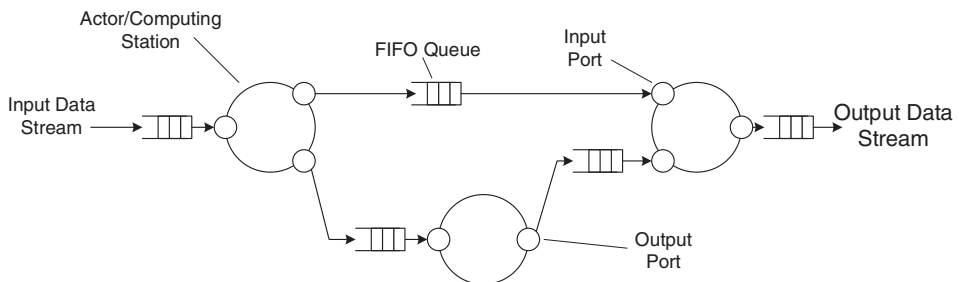 Actor/Computing
Station
FIFO Queue
Input
Port
Input Data
Stream
Output Data
Stream
Output
Port